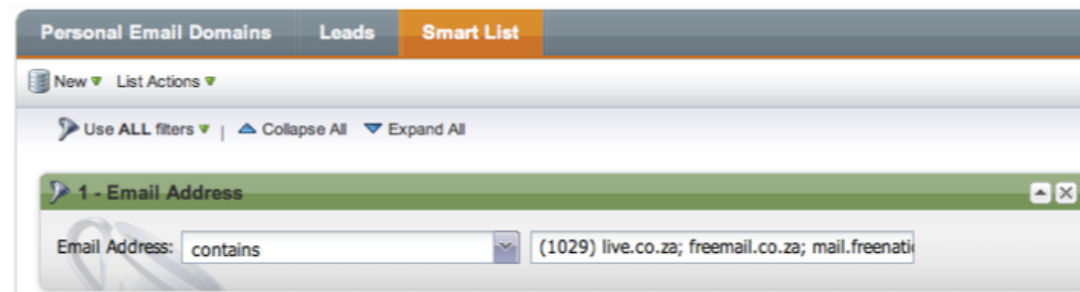 Personal Email Domains Leads Smart List
New List Actions
Use ALL filters | Collapse All Expand All
1 - Email Address
Email Address: contains (1029) live.co.za; freemail.co.za; mail.freenati